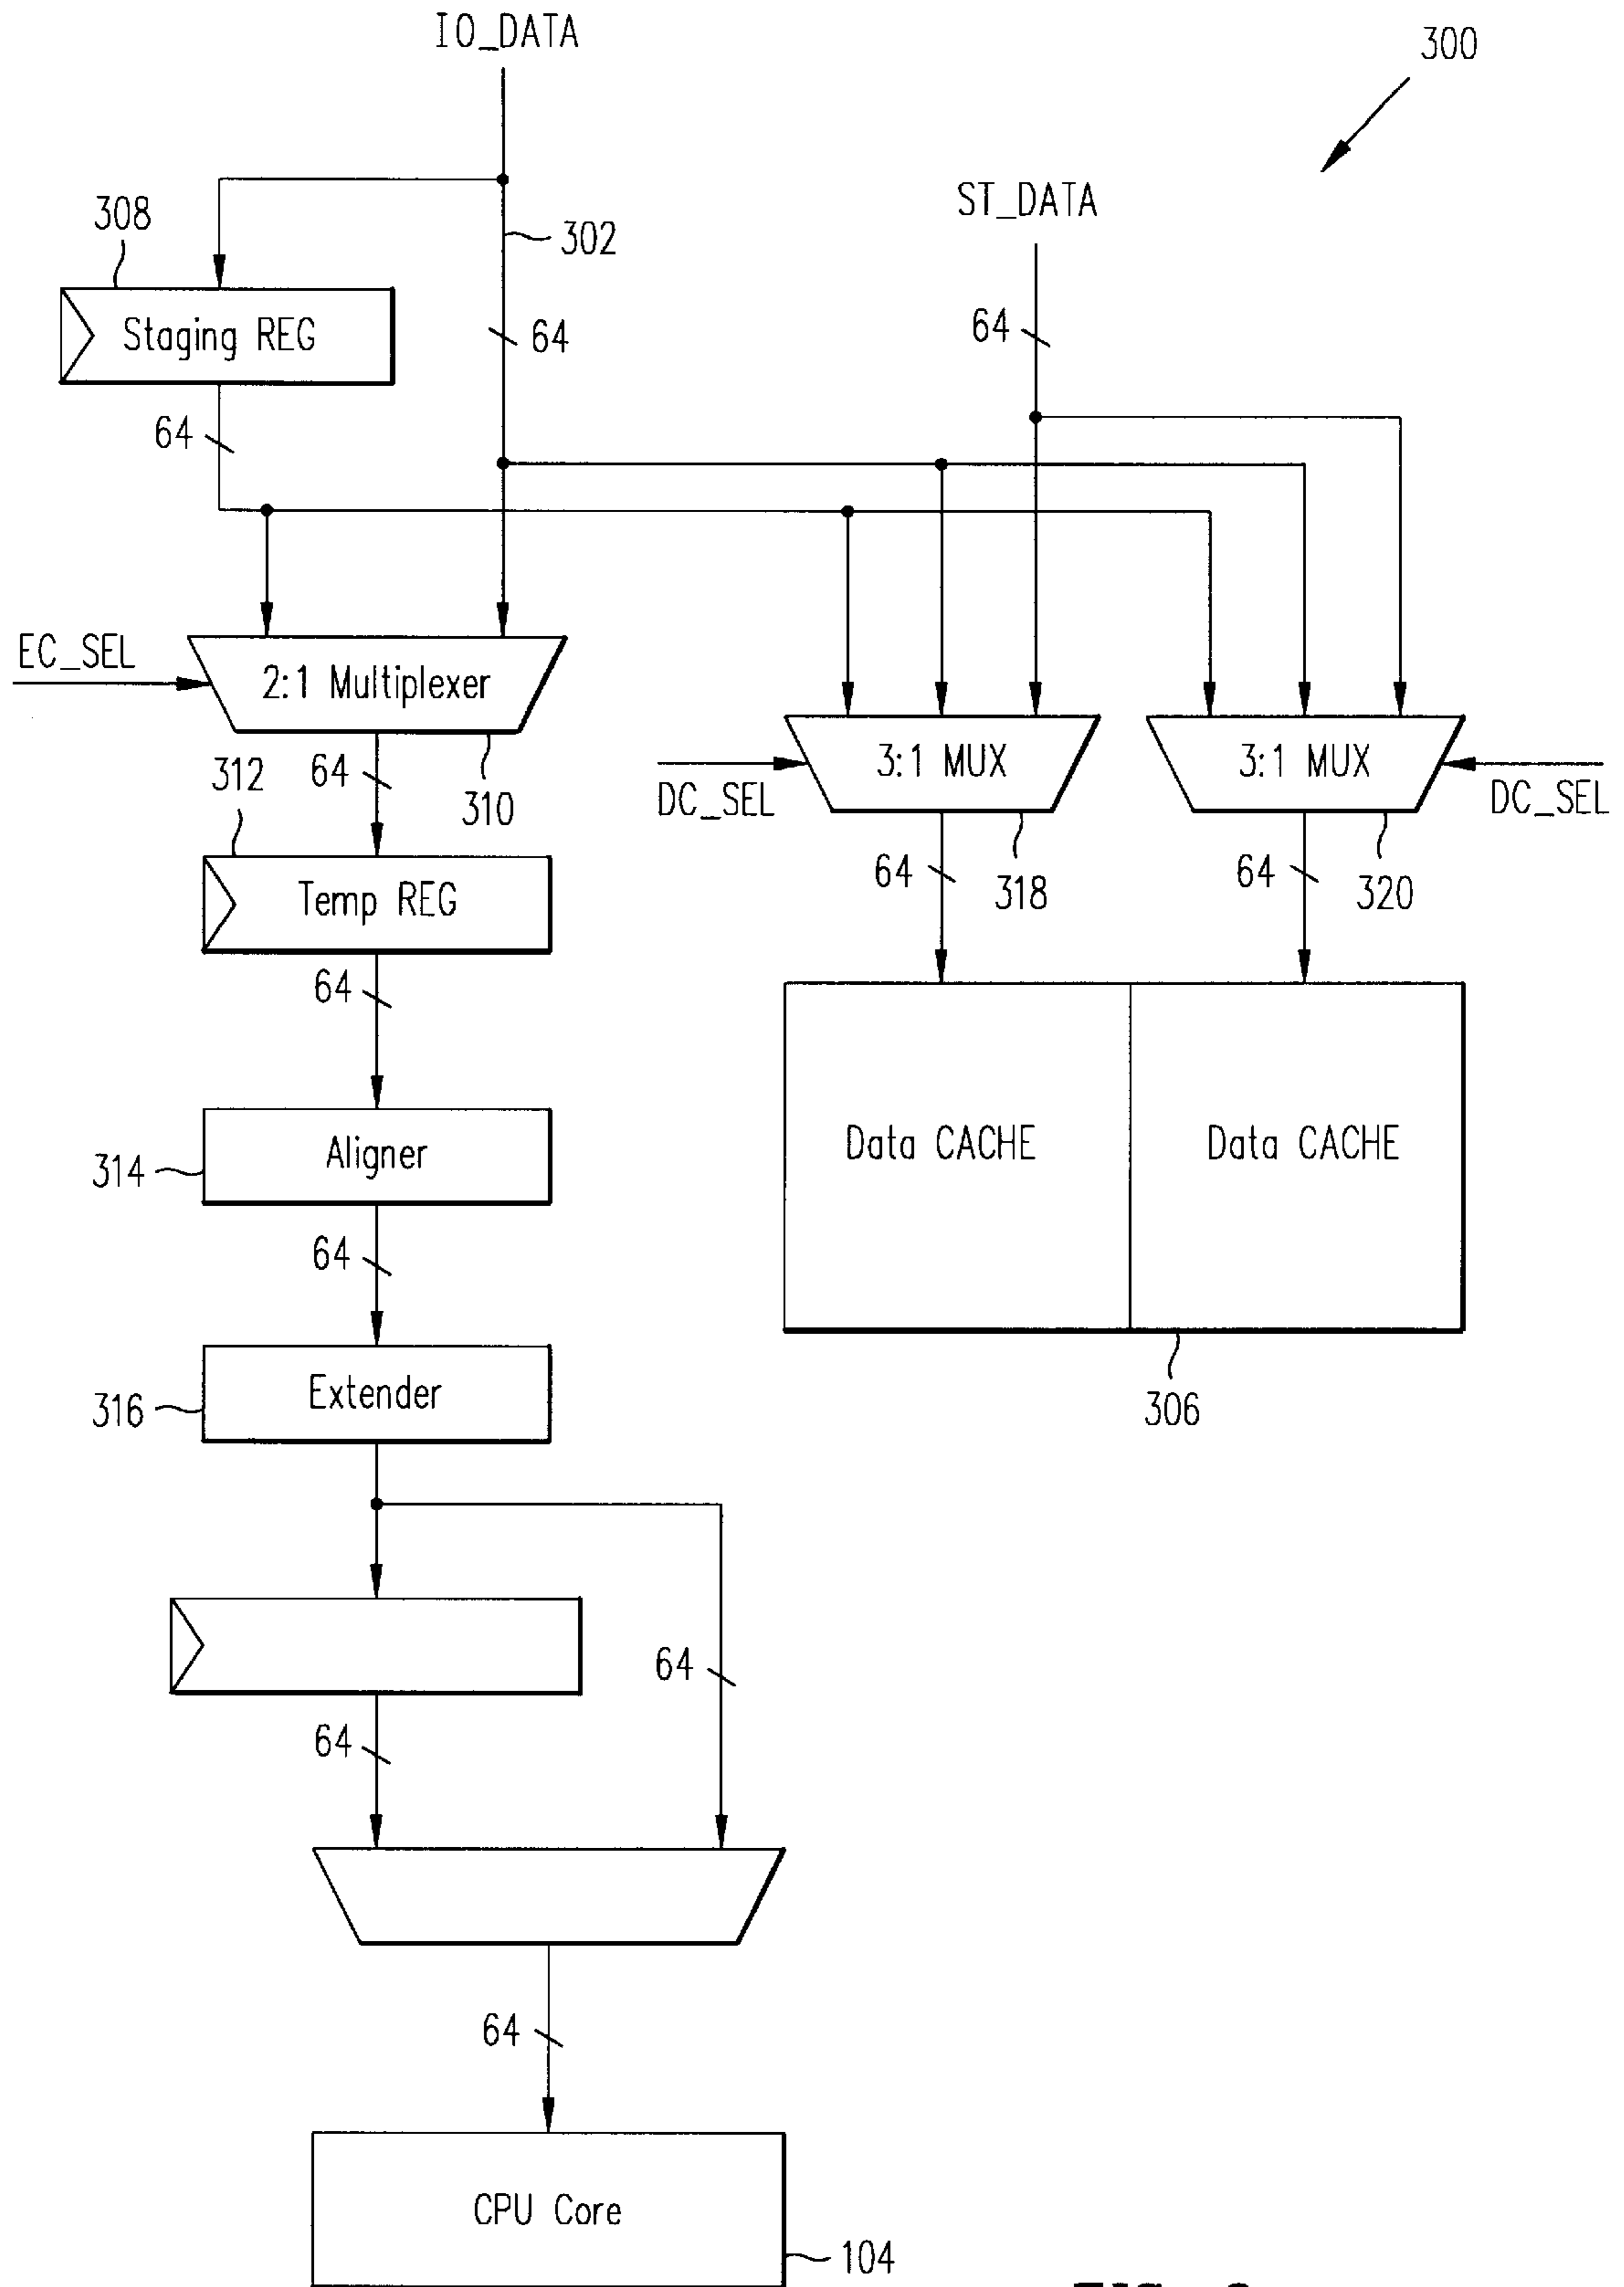 IO_DATA
300
ST_DATA
308
302
Staging REG
64
64
64
EC_SEL
2:1 Multiplexer
3:1 MUX
3:1 MUX
DC_SEL
DC_SEL
312
64
310
64
318
64
320
Temp REG
64
Data CACHE
Data CACHE
Aligner
314
64
Extender
316
306
64
64
64
CPU Core
104